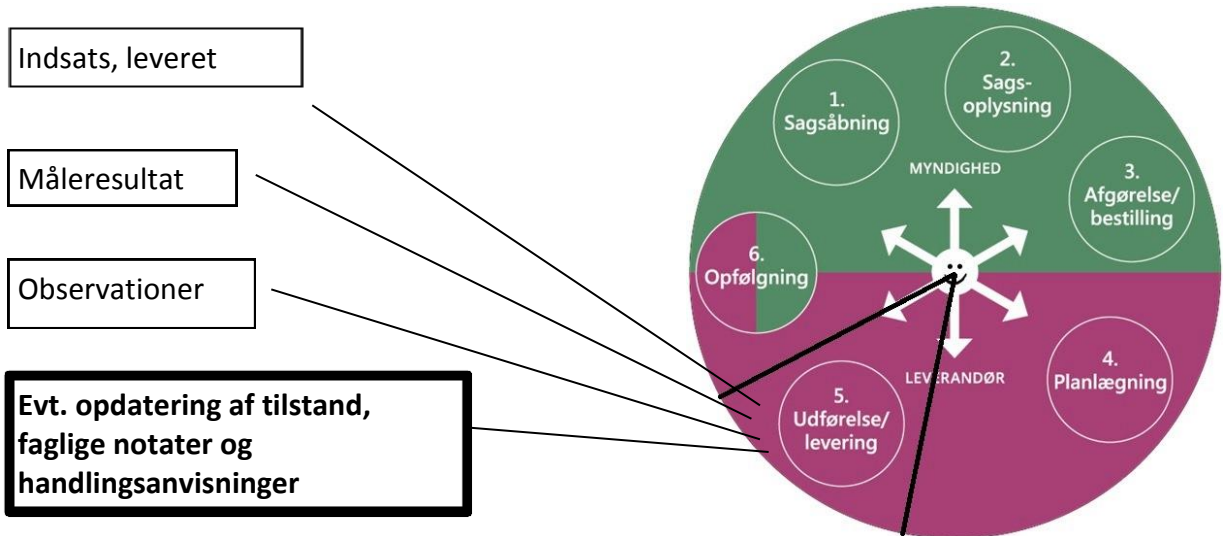 Indsats, leveret
Måleresultat
Observationer
Evt. opdatering af tilstand,
faglige notater og
handlingsanvisninger
1.
Sagsåbning
2.
Sags-
oplysning
3.
Afgørelse/
bestilling
MYNDIGHED
6.
Opfølgning
LEVERANDØR
4.
Planlægning
5.
Udførelse/
levering